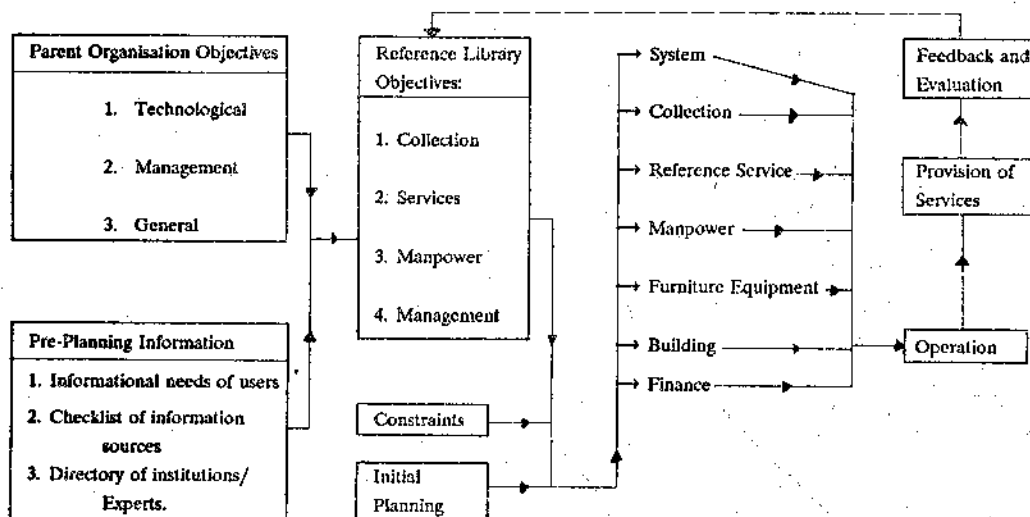 Parent Organisation Objectives
1. Technological
2. Management
3. General
Pre-Planning Information
1. Informational needs of users
2. Checklist of information
sources
3. Directory of institutions/
Experts.
Reference Library
Objectives:
1. Collection
2. Services
3. Manpower
4. Management
Constraints
Initial
Planning
System
Collection
Reference Service
Manpower
Furniture Equipment
Building
Finance
Feedback and
Evaluation
Provision of
Services
Operation